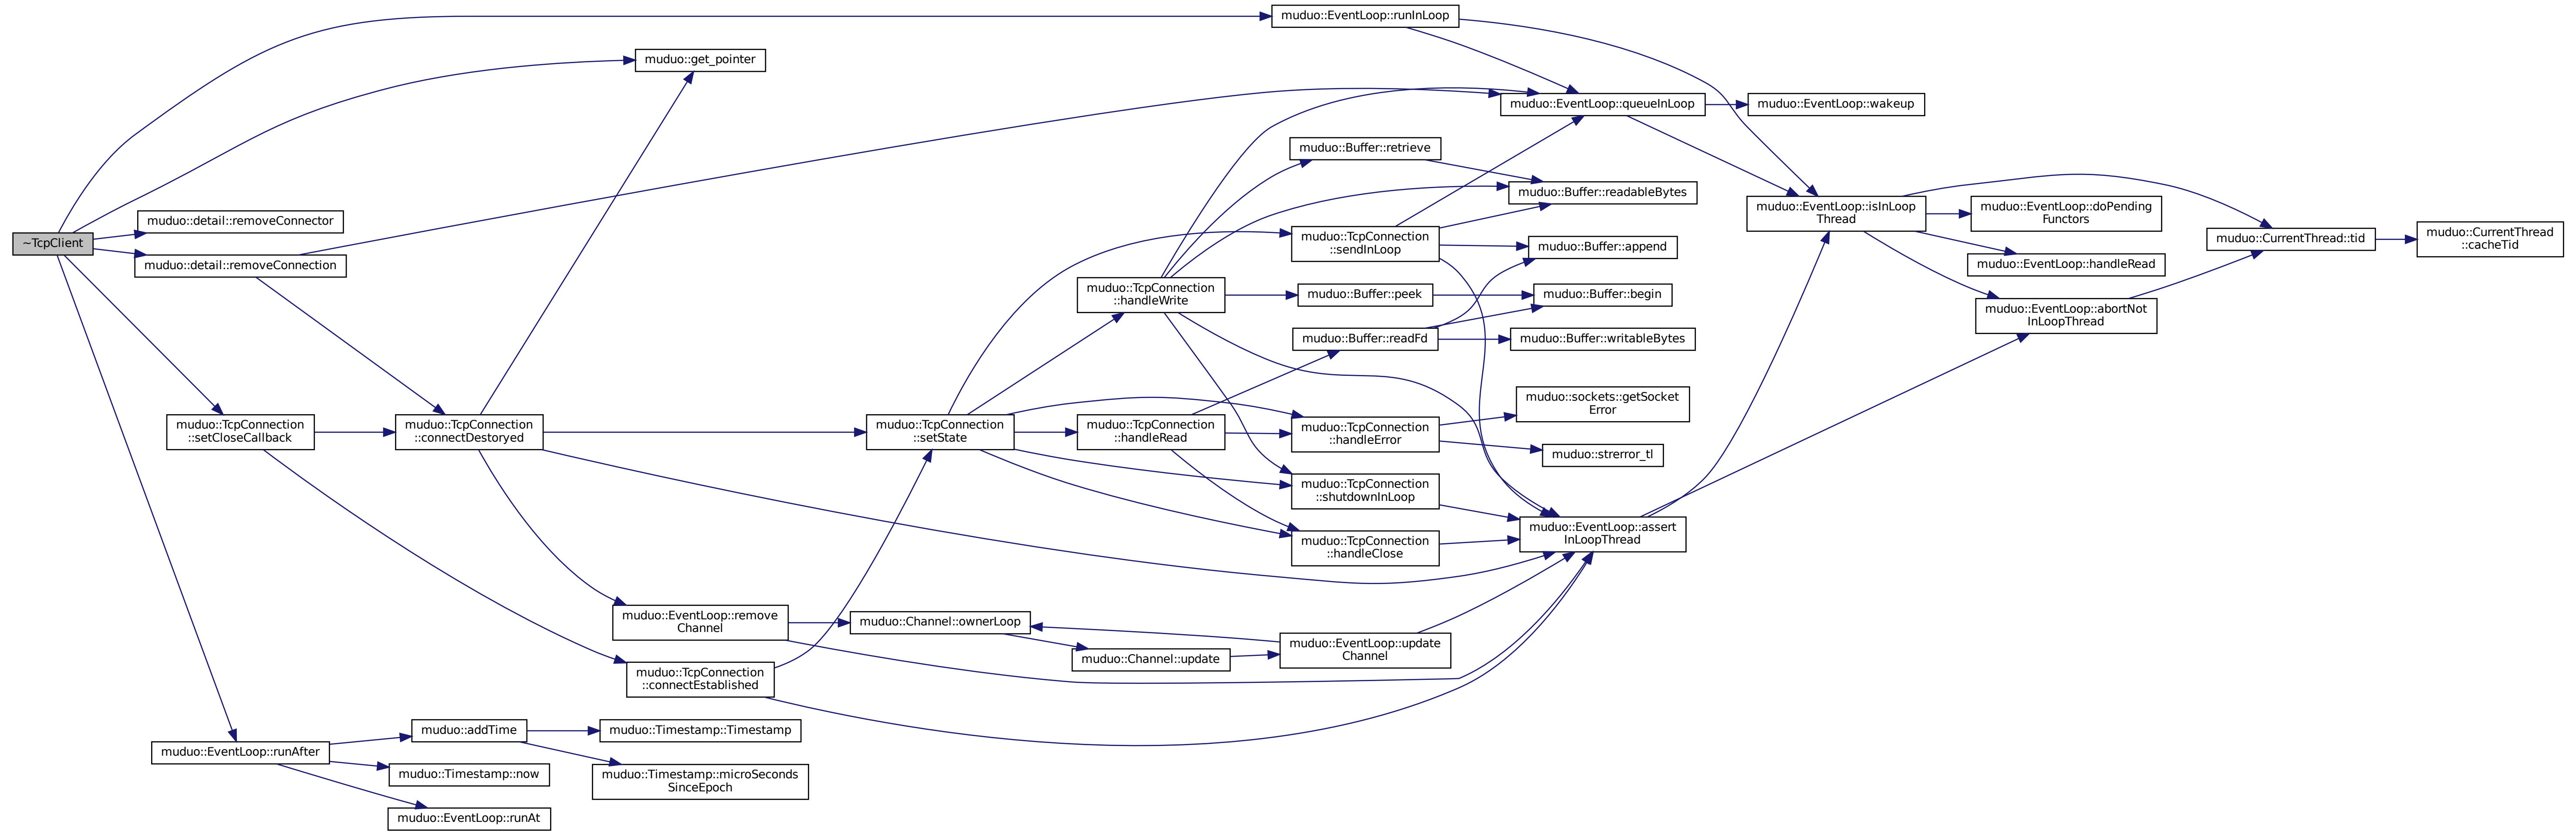 muduo::EventLoop::runInLoop
muduo::get_pointer
muduo::EventLoop::queueInLoop
muduo::EventLoop::wakeup
muduo::Buffer::retrieve
muduo::Buffer::readableBytes
muduo::detail::removeConnector
muduo::EventLoop::isInLoop
Thread
muduo::EventLoop::doPending
Functors
~TcpClient
muduo::TcpConnection
::sendInLoop
muduo::Buffer::append
muduo::CurrentThread::tid
muduo::CurrentThread
::cacheTid
muduo::detail::removeConnection
muduo::EventLoop::handleRead
muduo::TcpConnection
::handleWrite
muduo::Buffer::peek
muduo::Buffer::begin
muduo::EventLoop::abortNot
InLoopThread
muduo::Buffer::readFd
muduo::Buffer::writableBytes
muduo::sockets::getSocket
Error
muduo::TcpConnection
::setCloseCallback
muduo::TcpConnection
::connectDestoryed
muduo::TcpConnection
::setState
muduo::TcpConnection
::handleRead
muduo::TcpConnection
::handleError
muduo::strerror_tl
muduo::TcpConnection
::shutdownInLoop
muduo::EventLoop::assert
InLoopThread
muduo::TcpConnection
::handleClose
muduo::EventLoop::remove
Channel
muduo::Channel::ownerLoop
muduo::EventLoop::update
Channel
muduo::Channel::update
muduo::TcpConnection
::connectEstablished
muduo::addTime
muduo::Timestamp::Timestamp
muduo::EventLoop::runAfter
muduo::Timestamp::now
muduo::Timestamp::microSeconds
SinceEpoch
muduo::EventLoop::runAt